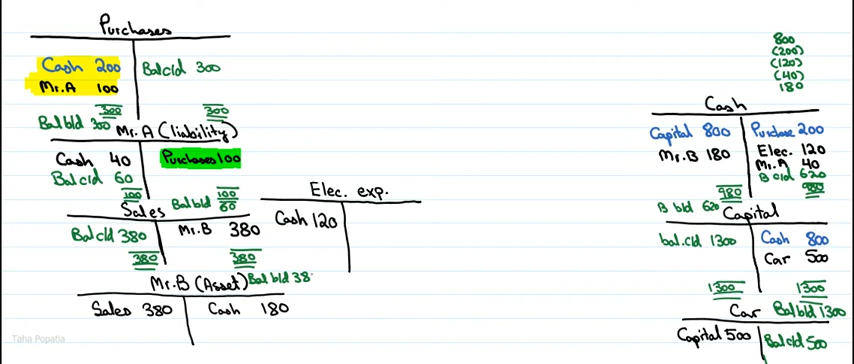 Purchases
Cash 200 Bal c/d 300
Mr. A 100
300 300
Bal b/d 300
Mr. A (liability)
Cash 40 Purchases 100
Bal c/d 60
100 100
Bal b/d 60
Sales
Bal c/d 380 Mr. B 380
380 380
Bal b/d 38
Mr. B (Asset)
Sales 380 Cash 180
Elec. exp.
Cash 120
800
(200)
(120)
(40)
180
Cash
Capital 800 Purchase 200
Mr. B 180 Elec. 120
Mr. A 40
B c/d 620
980 980
B b/d 620
Capital
bal. c/d 1300 Cash 800
Car 500
1300 1300
Bal b/d 1300
Car
Capital 500 Bal c/d 500
Taha Popatia